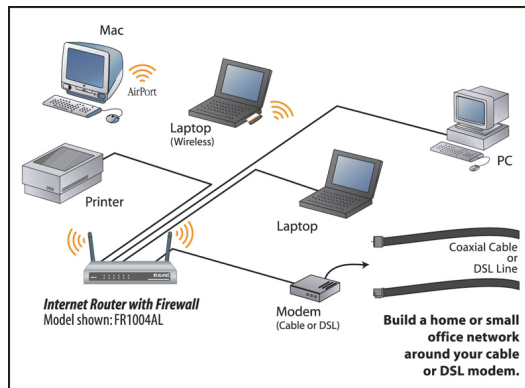 Mac
AirPort
Laptop
(Wireless)
PC
Printer
Laptop
Coaxial Cable
or
DSL Line
Internet Router with Firewall
Model shown: FR1004AL
Modem
(Cable or DSL)
Build a home or small
office network
around your cable
or DSL modem.